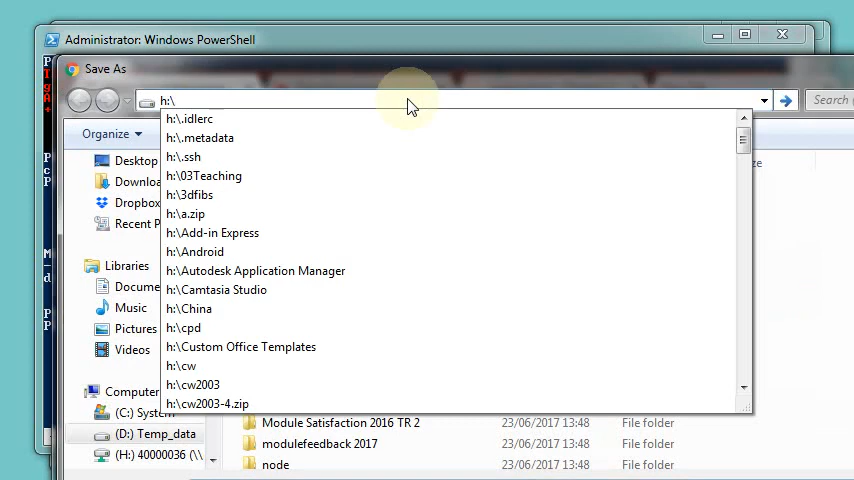 Administrator: Windows PowerShell
Save As
h:\
Search (
Organize
h:\.idlerc
h:\.metadata
h:\.ssh
h:\03Teaching
h:\3dfibs
h:\a.zip
h:\Add-in Express
h:\Android
h:\Autodesk Application Manager
h:\Camtasia Studio
h:\China
h:\cpd
h:\Custom Office Templates
h:\cw
h:\cw2003
h:\cw2003-4.zip
Desktop
Downloa
Dropbox
Recent P
Libraries
Docume
Music
Pictures
Videos
Computer
(C:) System
(D:) Temp_data
(H:) 40000036 (\\
ze
Module Satisfaction 2016 TR 2 23/06/2017 13:48 File folder
modulefeedback 2017 23/06/2017 13:48 File folder
node 23/06/2017 13:48 File folder